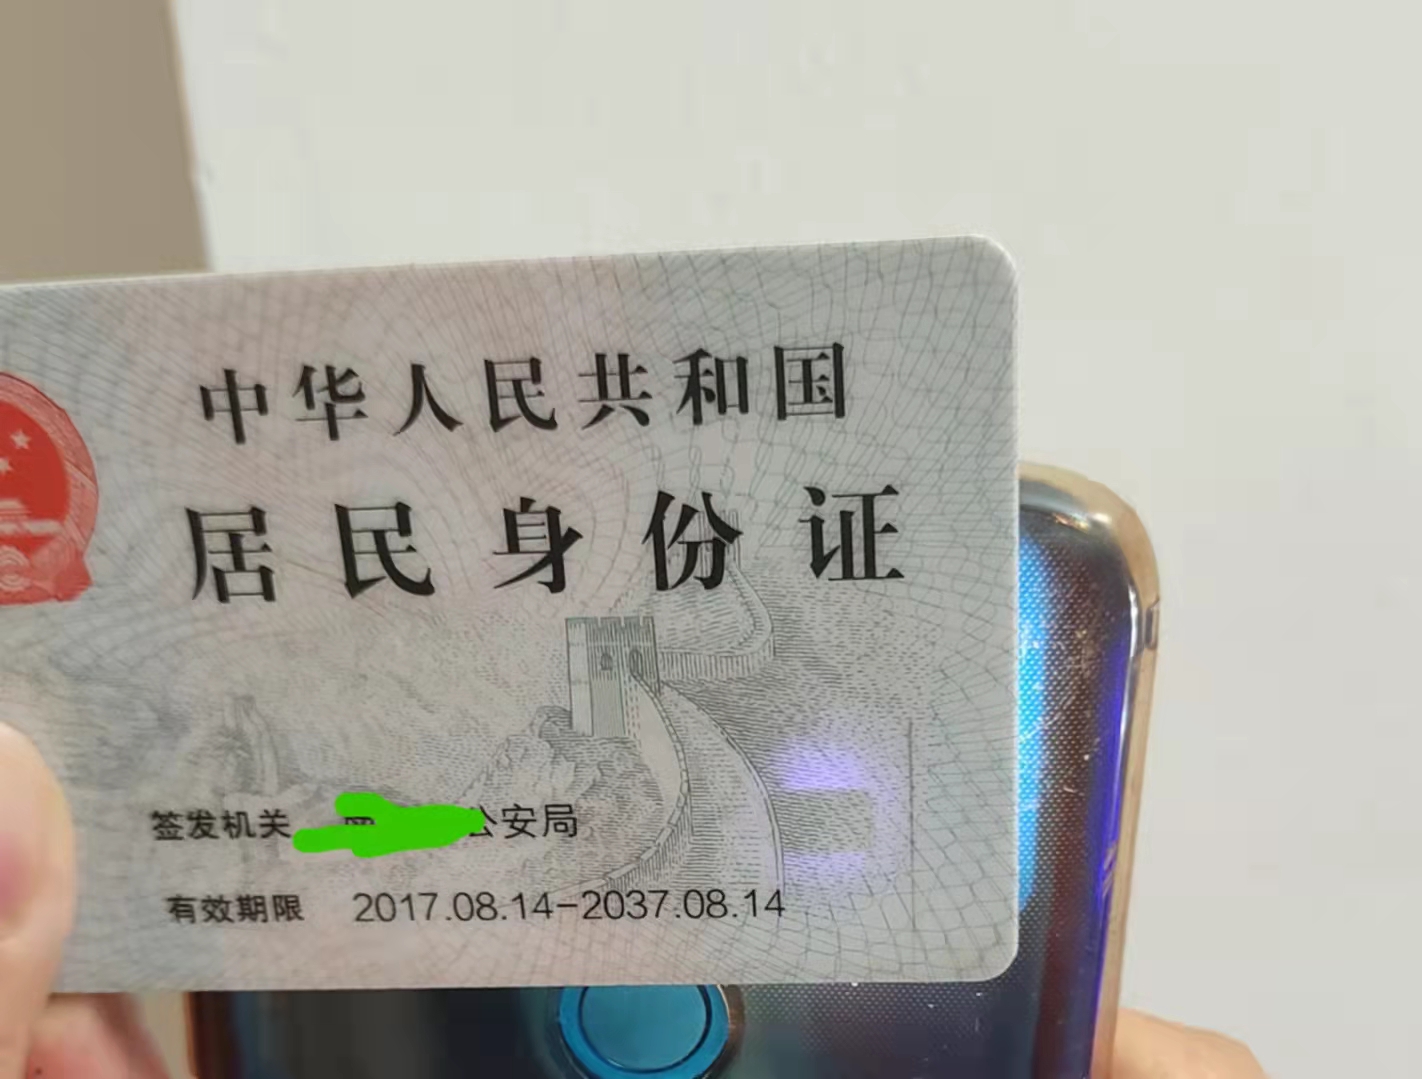 中华人民共和国
居民身份证
签发机关 公安局
有效期限 2017.08.14-2037.08.14